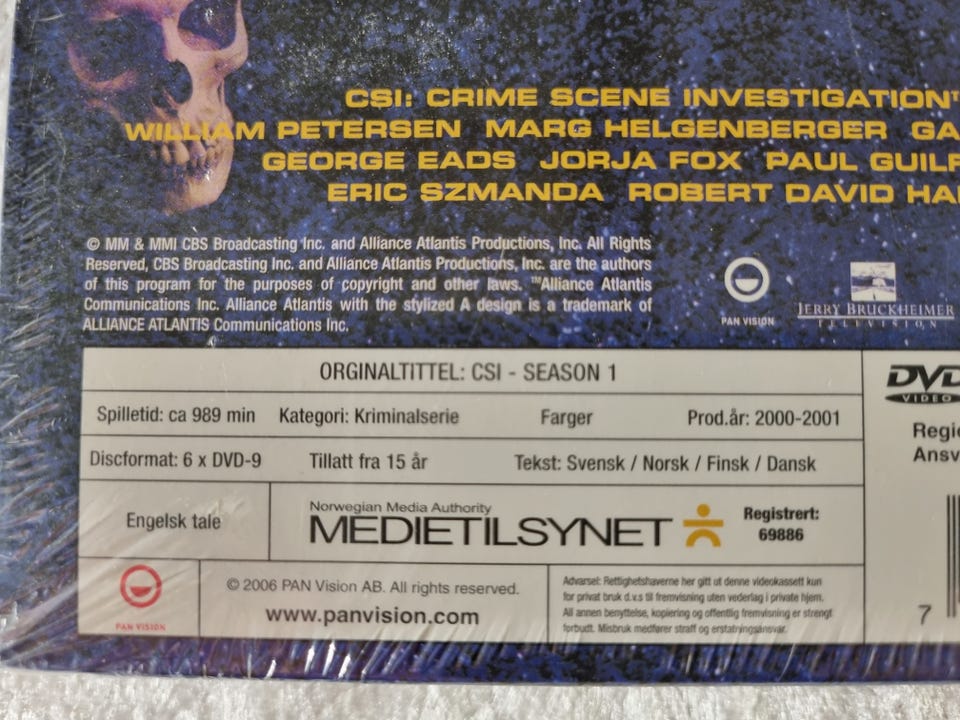 CSI: CRIME SCENE INVESTIGATION™
WILLIAM PETERSEN MARG HELGENBERGER GA
GEORGE EADS JORJA FOX PAUL GUILF
ERIC SZMANDA ROBERT DAVID HA
© MM & MMI CBS Broadcasting Inc. and Alliance Atlantis Productions, Inc. All Rights
Reserved, CBS Broadcasting Inc. and Alliance Atlantis Productions, Inc. are the authors
of this program for the purposes of copyright and other laws. ™Alliance Atlantis
Communications Inc. Alliance Atlantis with the stylized A design is a trademark of
ALLIANCE ATLANTIS Communications Inc.
PAN VISION
JERRY BRUCKHEIMER
TELEVISION
ORGINALTITTEL: CSI - SEASON 1
Spilletid: ca 989 min Kategori: Kriminalserie Farger Prod.år: 2000-2001
Discformat: 6 x DVD-9 Tillatt fra 15 år Tekst: Svensk / Norsk / Finsk / Dansk
Engelsk tale
Norwegian Media Authority
MEDIETILSYNET
Registrert:
69886
DVD
VIDEO
Regio
Ansv
PAN VISION
© 2006 PAN Vision AB. All rights reserved.
www.panvision.com
Advarsel: Rettighetshaverne her gitt ut denne videokassett kun
for privat bruk d.v.s til fremvisning uten vederlag i private hjem.
All annen benyttelse, kopiering og offentlig fremvisning er strengt
forbudt. Misbruk medfører straff og erstatningsansvar.
7